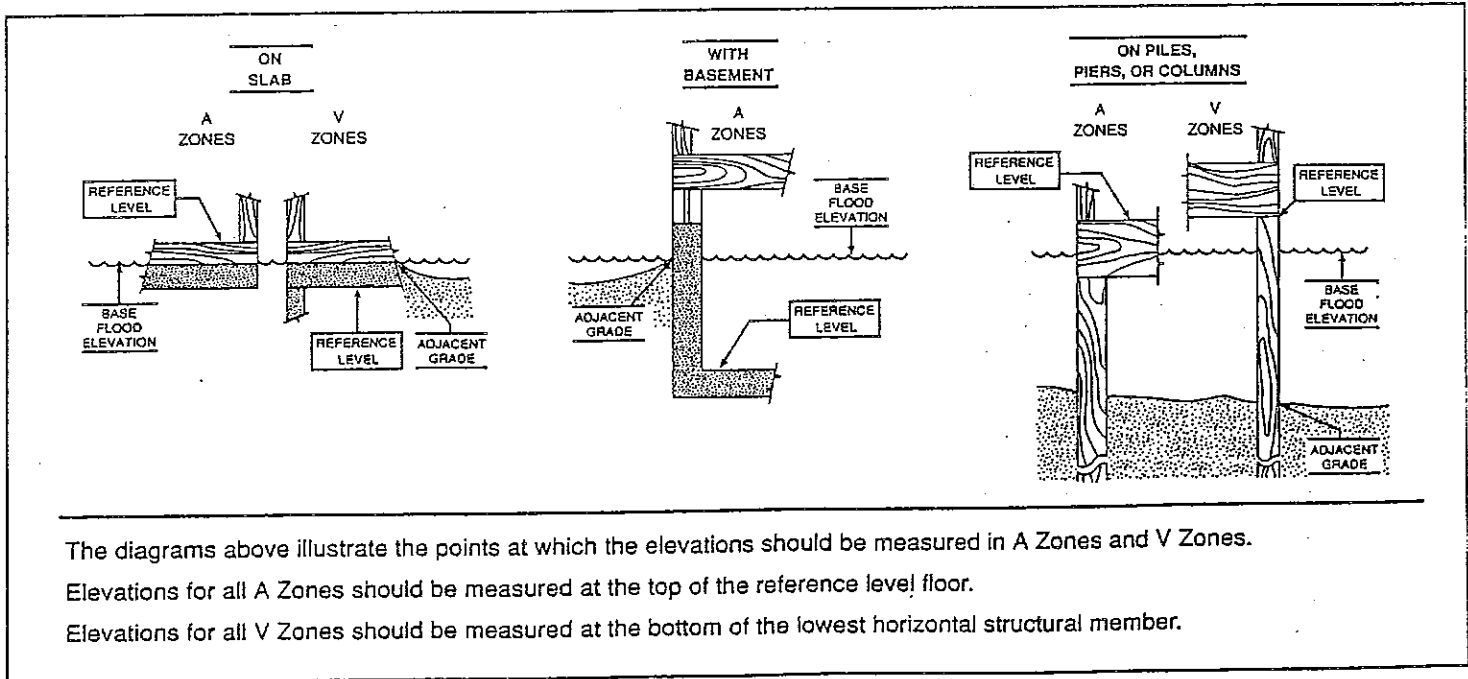 ON
SLAB
A
ZONES
V
ZONES
REFERENCE
LEVEL
BASE
FLOOD
ELEVATION
REFERENCE
LEVEL
ADJACENT
GRADE
WITH
BASEMENT
A
ZONES
BASE
FLOOD
ELEVATION
ADJACENT
GRADE
REFERENCE
LEVEL
ON PILES,
PIERS, OR COLUMNS
A
ZONES
V
ZONES
REFERENCE
LEVEL
REFERENCE
LEVEL
BASE
FLOOD
ELEVATION
ADJACENT
GRADE
The diagrams above illustrate the points at which the elevations should be measured in A Zones and V Zones.
Elevations for all A Zones should be measured at the top of the reference level floor.
Elevations for all V Zones should be measured at the bottom of the lowest horizontal structural member.